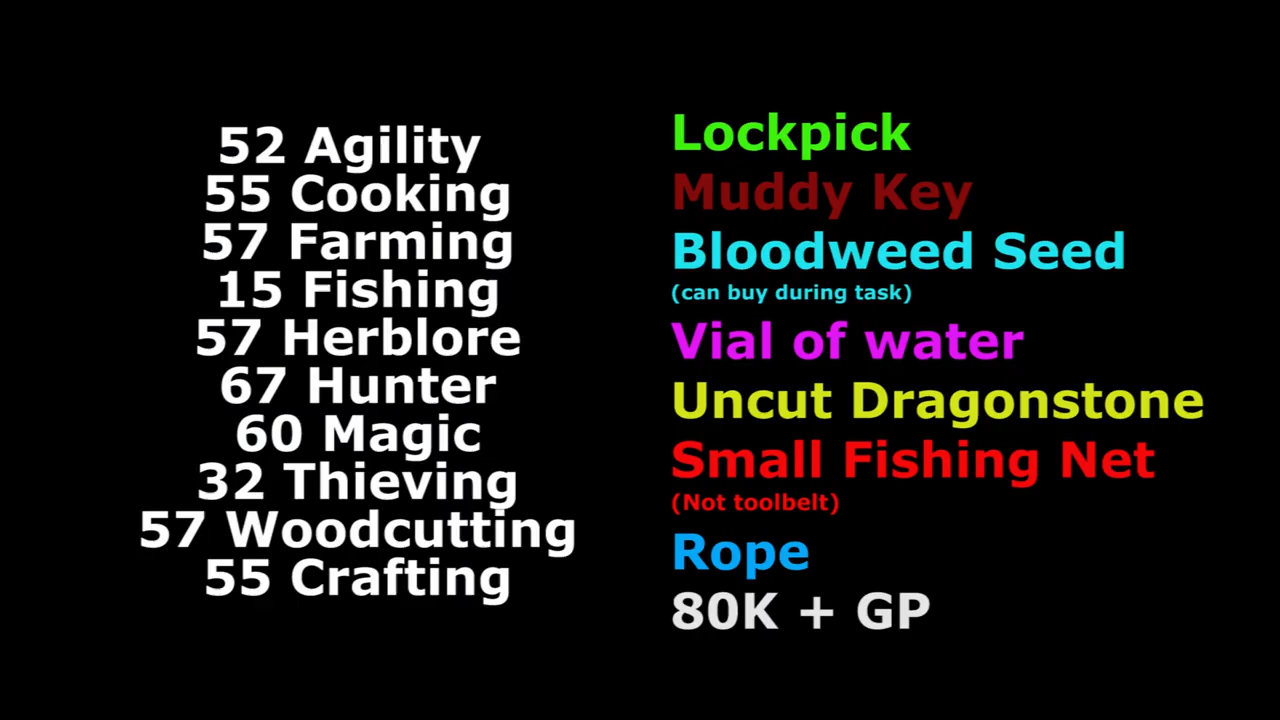 52 Agility
55 Cooking
57 Farming
15 Fishing
57 Herblore
67 Hunter
60 Magic
32 Thieving
57 Woodcutting
55 Crafting
Lockpick
Muddy Key
Bloodweed Seed
(can buy during task)
Vial of water
Uncut Dragonstone
Small Fishing Net
(Not toolbelt)
Rope
80K + GP